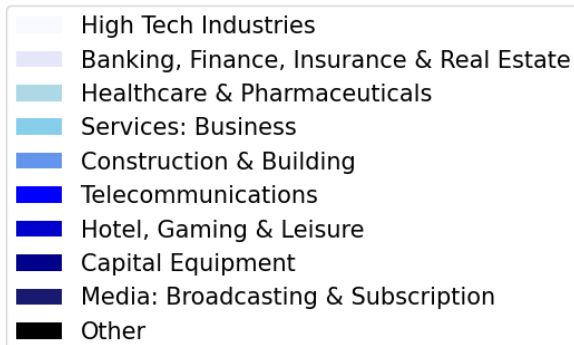 High Tech Industries
Banking, Finance, Insurance & Real Estate
Healthcare & Pharmaceuticals
Services: Business
Construction & Building
Telecommunications
Hotel, Gaming & Leisure
Capital Equipment
Media: Broadcasting & Subscription
Other